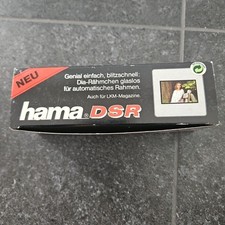 NEU
Genial einfach, blitzschnell:
Dia-Rähmchen glaslos
für automatisches Rahmen.
Auch für LKM-Magazine.
hama DSR